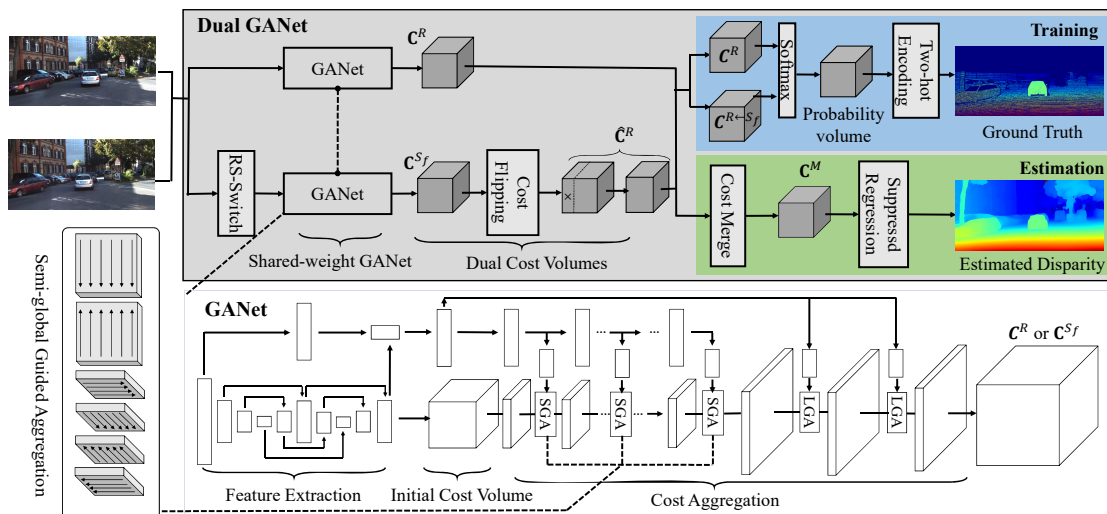 Dual GANet
GANet
C^R
RS-Switch
GANet
C^{S_f}
Cost
Flipping
Ĉ^R
×
Shared-weight GANet
Dual Cost Volumes
Training
C^R
C^{R←S_f}
Softmax
Probability
volume
Two-hot
Encoding
Ground Truth
Estimation
Cost Merge
C^M
Suppressd
Regression
Estimated Disparity
Semi-global Guided Aggregation
GANet
Feature Extraction
Initial Cost Volume
SGA
SGA
SGA
LGA
LGA
Cost Aggregation
C^R or C^{S_f}